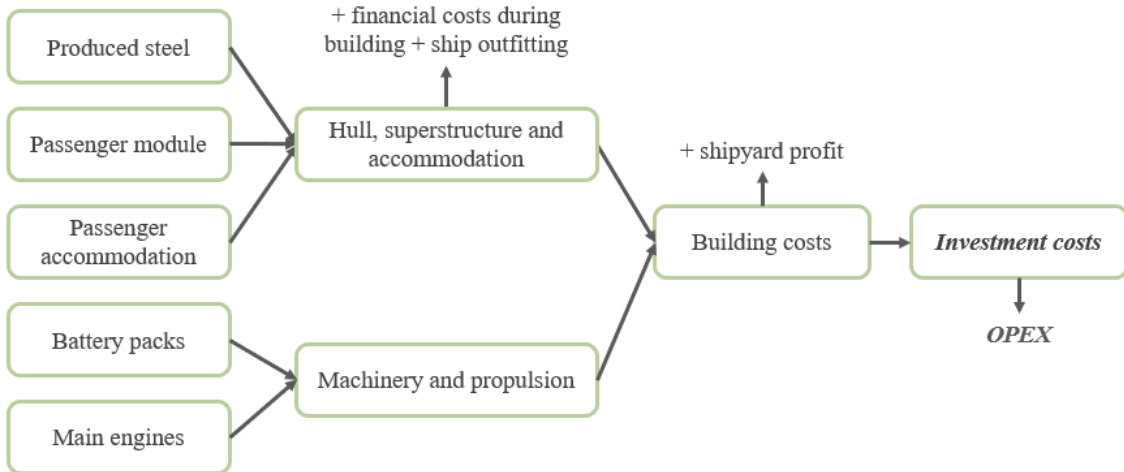 Produced steel
Passenger module
Passenger
accommodation
Battery packs
Main engines
+ financial costs during
building + ship outfitting
Hull, superstructure and
accommodation
Machinery and propulsion
+ shipyard profit
Building costs
Investment costs
OPEX